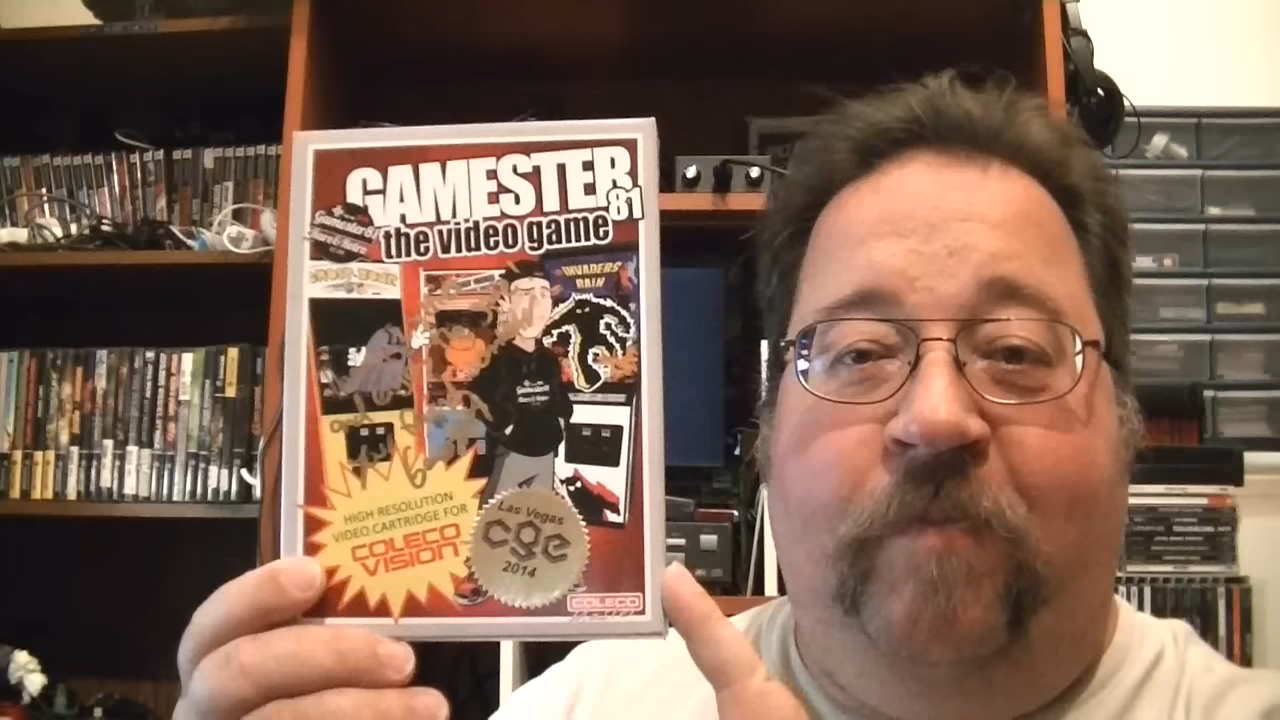 GAMESTER
81
the video game
Gamester81
INVADERS
RAIN
HIGH RESOLUTION
VIDEO CARTRIDGE FOR
COLECO
VISION
Las Vegas
cge
2014
COLECO